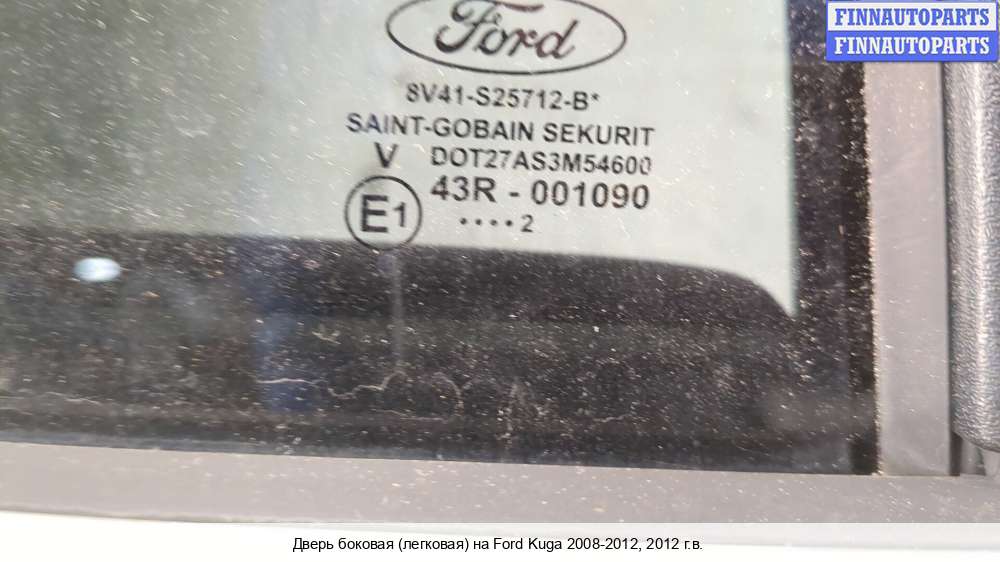 FINNAUTOPARTS
FINNAUTOPARTS
Ford
8V41-S25712-B*
SAINT-GOBAIN SEKURIT
V DOT27AS3M54600
E1 43R - 001090
····2
Дверь боковая (легковая) на Ford Kuga 2008-2012, 2012 г.в.